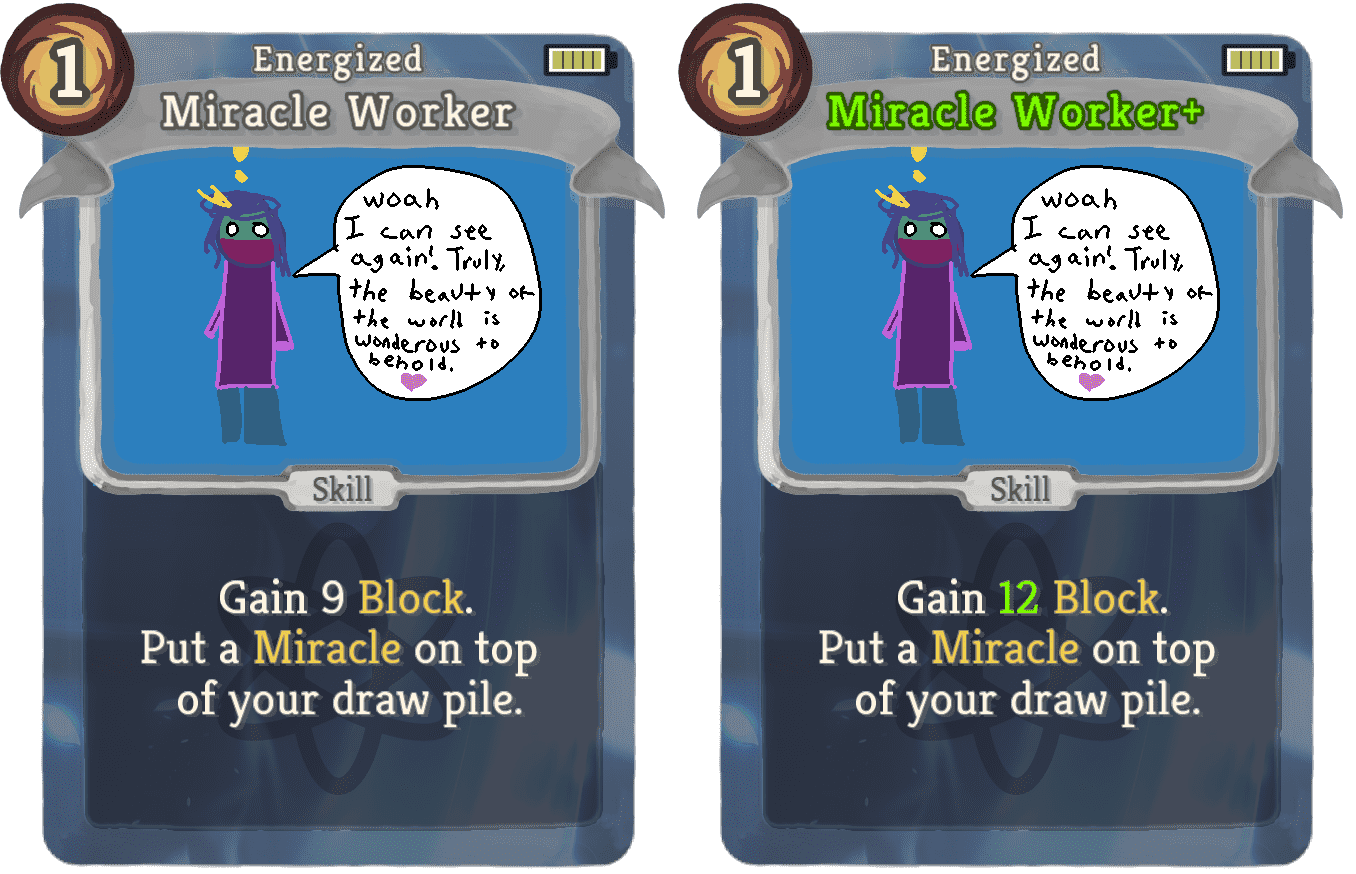 1
Energized
Miracle Worker
woah
I can see
again! Truly,
the beauty of
the world is
wonderous to
behold.
Skill
Gain 9 Block.
Put a Miracle on top
of your draw pile.
1
Energized
Miracle Worker+
woah
I can see
again! Truly,
the beauty of
the world is
wonderous to
behold.
Skill
Gain 12 Block.
Put a Miracle on top
of your draw pile.